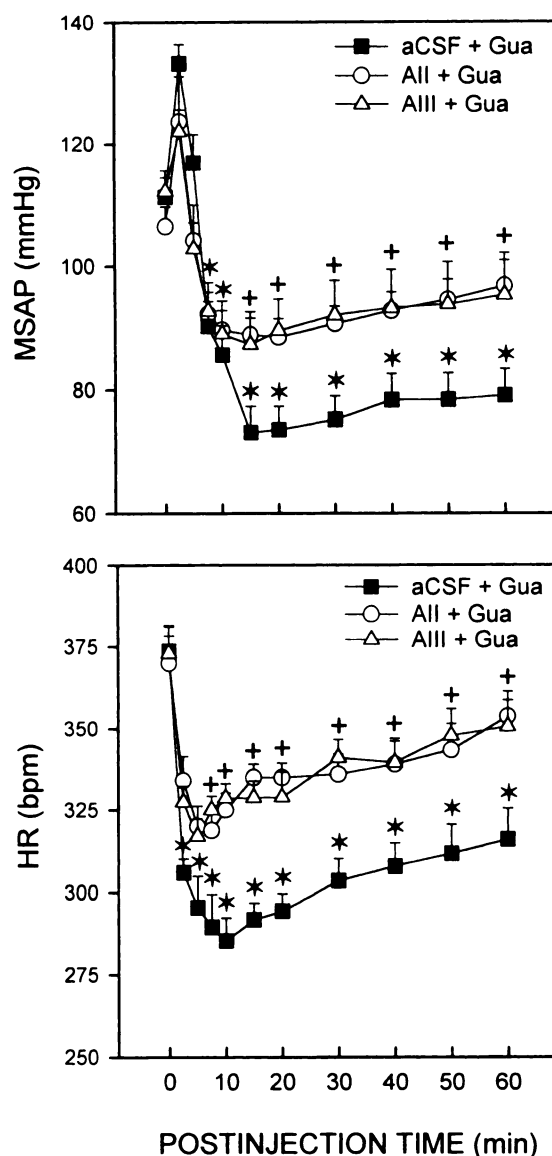 140
120
100
80
60
MSAP (mmHg)
aCSF + Gua
AII + Gua
AIII + Gua
* * + + + + + +
* * * * * *
400
375
350
325
300
275
250
HR (bpm)
aCSF + Gua
AII + Gua
AIII + Gua
+ + + + + + + +
* * * * * * * * * *
0 10 20 30 40 50 60
POSTINJECTION TIME (min)